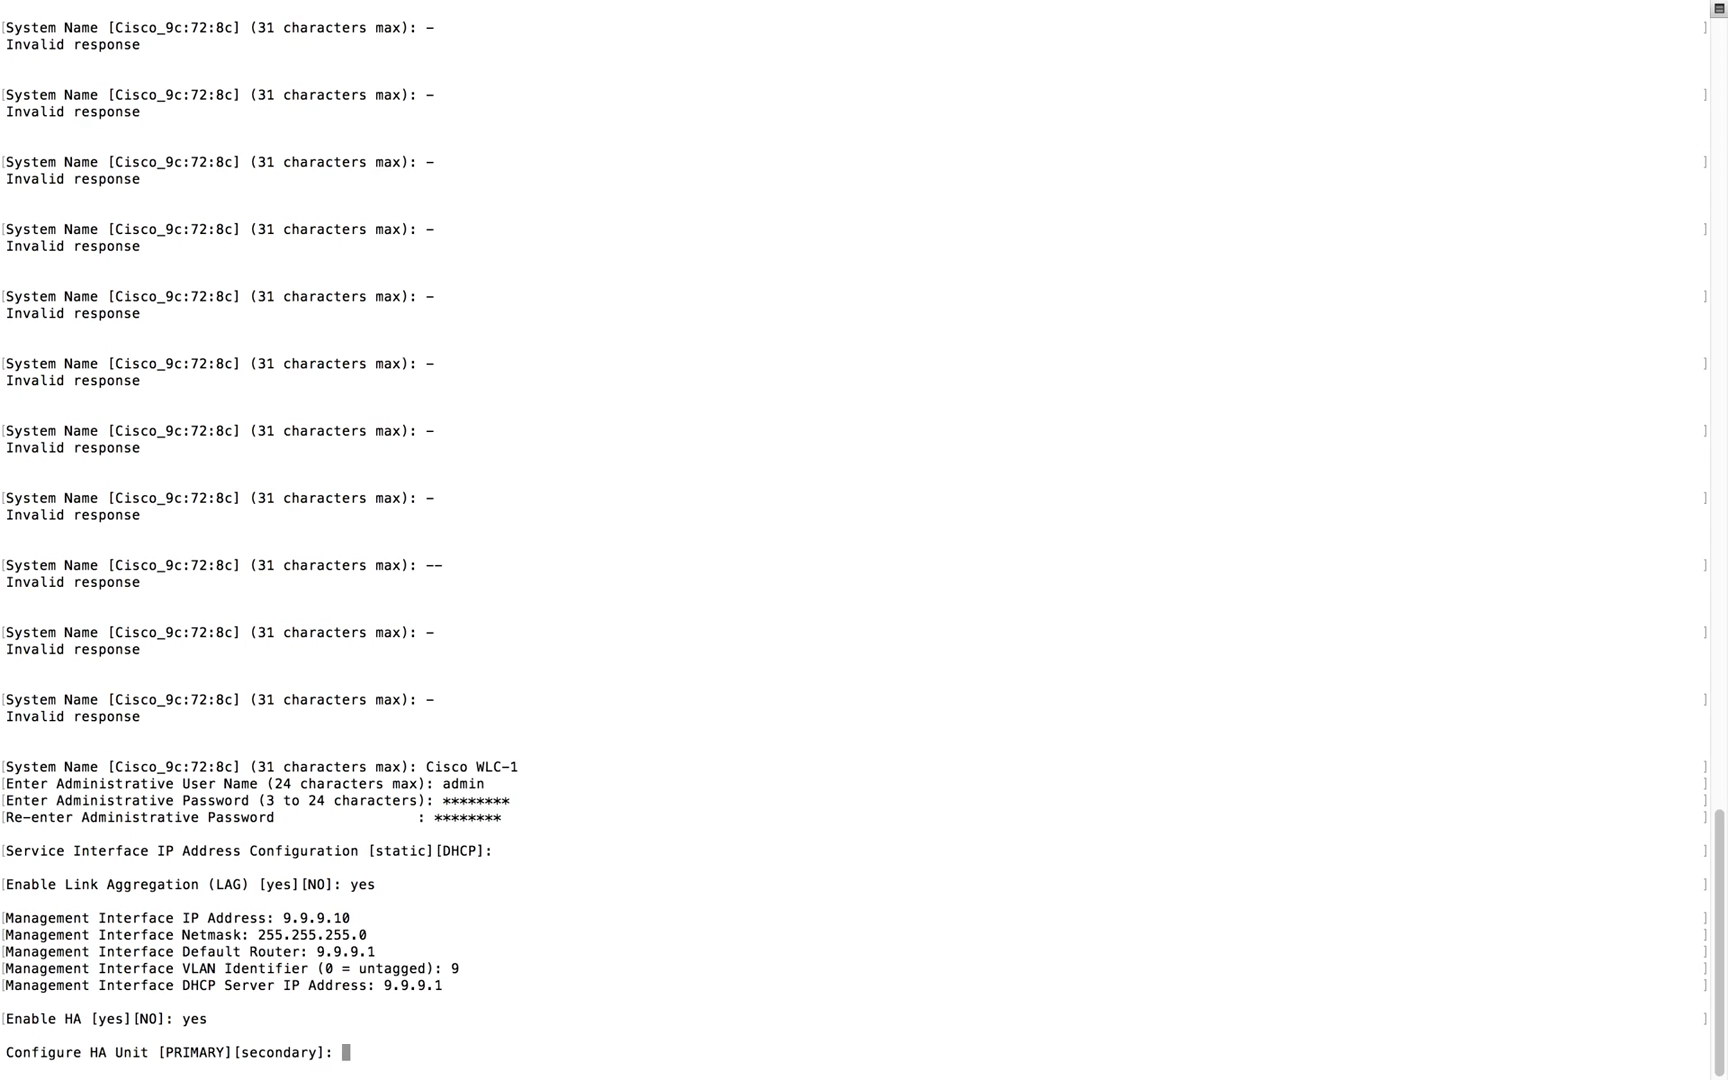 [System Name [Cisco_9c:72:8c] (31 characters max): - ]
Invalid response
[System Name [Cisco_9c:72:8c] (31 characters max): - ]
Invalid response
[System Name [Cisco_9c:72:8c] (31 characters max): - ]
Invalid response
[System Name [Cisco_9c:72:8c] (31 characters max): - ]
Invalid response
[System Name [Cisco_9c:72:8c] (31 characters max): - ]
Invalid response
[System Name [Cisco_9c:72:8c] (31 characters max): - ]
Invalid response
[System Name [Cisco_9c:72:8c] (31 characters max): - ]
Invalid response
[System Name [Cisco_9c:72:8c] (31 characters max): - ]
Invalid response
[System Name [Cisco_9c:72:8c] (31 characters max): -- ]
Invalid response
[System Name [Cisco_9c:72:8c] (31 characters max): - ]
Invalid response
[System Name [Cisco_9c:72:8c] (31 characters max): - ]
Invalid response
[System Name [Cisco_9c:72:8c] (31 characters max): Cisco WLC-1 ]
[Enter Administrative User Name (24 characters max): admin ]
[Enter Administrative Password (3 to 24 characters): ******** ]
[Re-enter Administrative Password : ******** ]
[Service Interface IP Address Configuration [static][DHCP]: ]
[Enable Link Aggregation (LAG) [yes][NO]: yes ]
[Management Interface IP Address: 9.9.9.10 ]
[Management Interface Netmask: 255.255.255.0 ]
[Management Interface Default Router: 9.9.9.1 ]
[Management Interface VLAN Identifier (0 = untagged): 9 ]
[Management Interface DHCP Server IP Address: 9.9.9.1 ]
[Enable HA [yes][NO]: yes ]
Configure HA Unit [PRIMARY][secondary]: